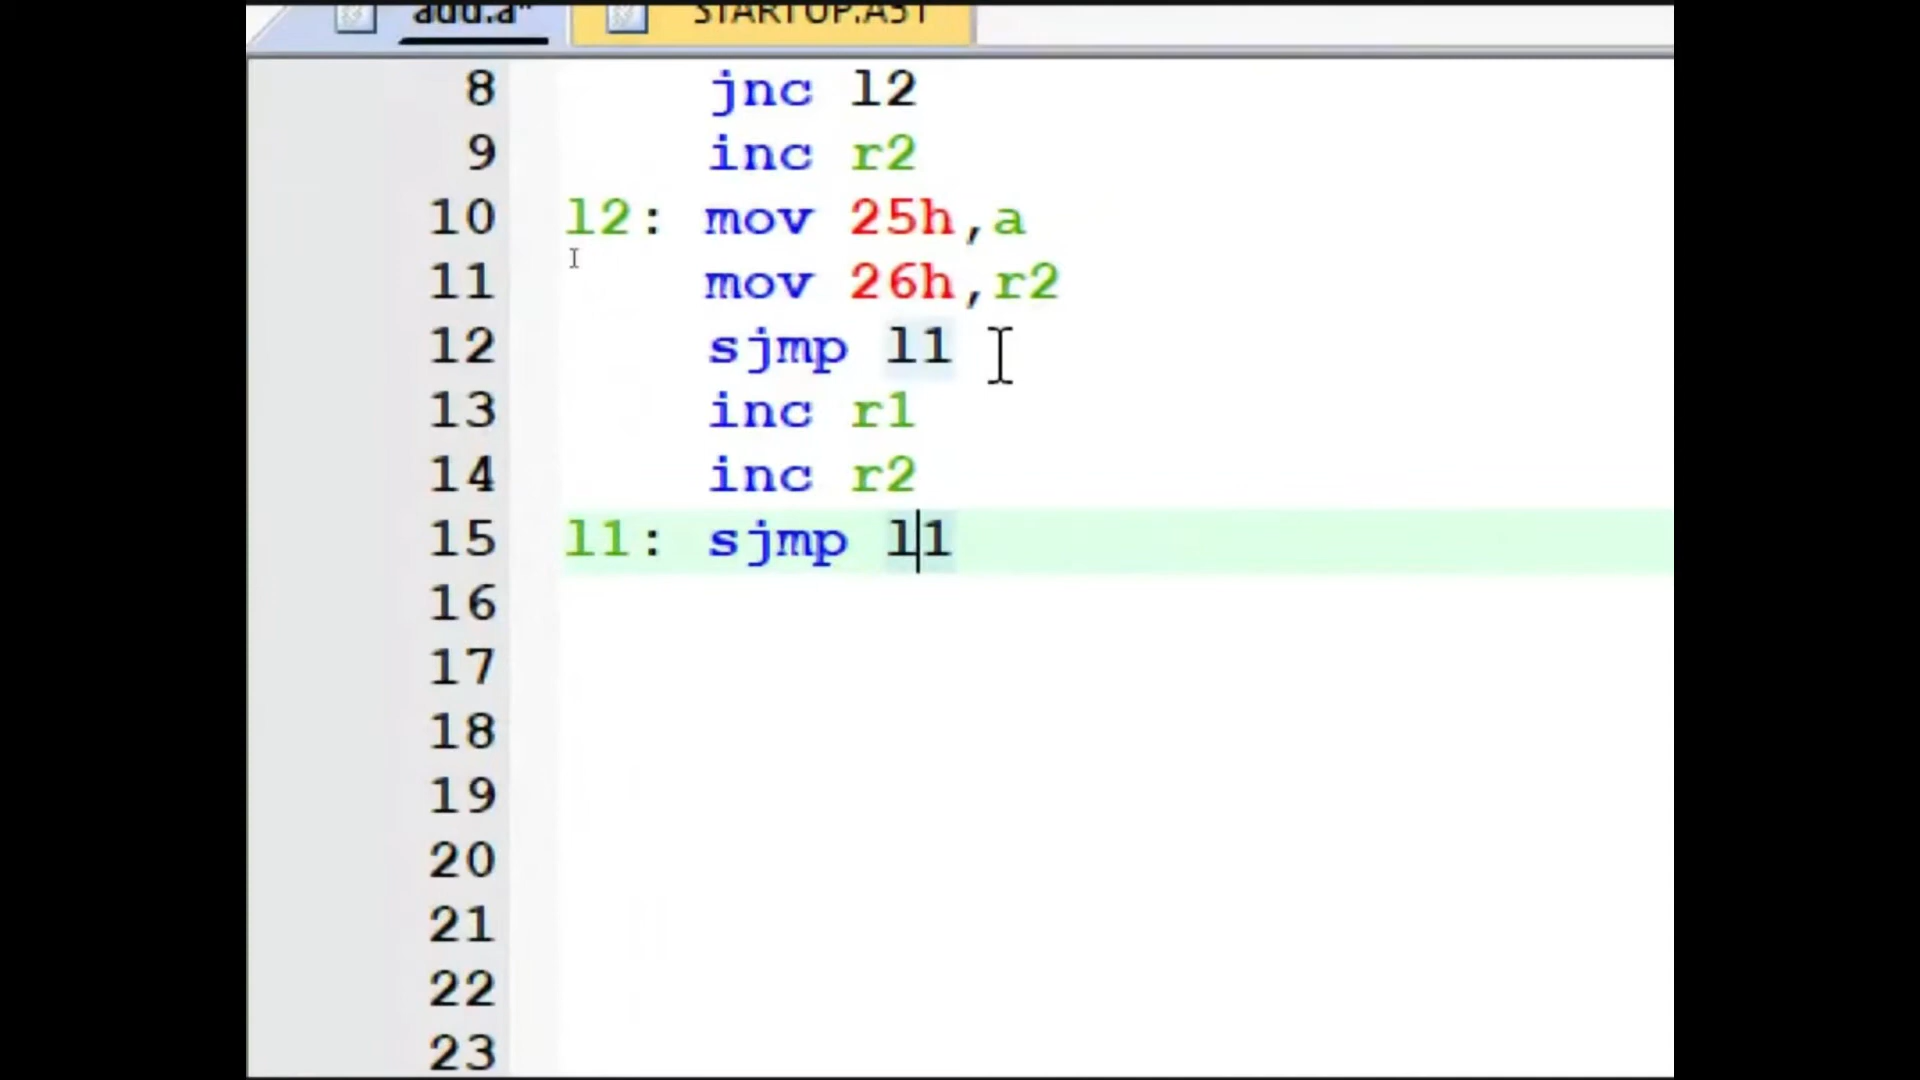 add.a* STARTUP.A51
8 jnc l2
9 inc r2
10 l2: mov 25h,a
11 mov 26h,r2
12 sjmp l1
13 inc r1
14 inc r2
15 l1: sjmp l1
16
17
18
19
20
21
22
23